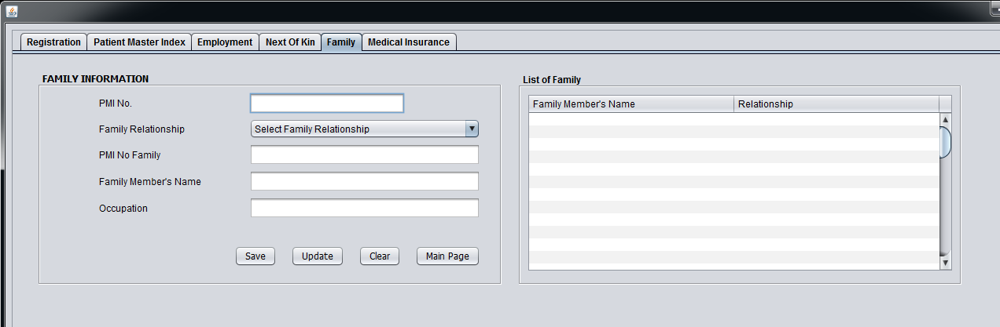 Registration Patient Master Index Employment Next Of Kin Family Medical Insurance
FAMILY INFORMATION
PMI No.
Family Relationship Select Family Relationship
PMI No Family
Family Member's Name
Occupation
Save Update Clear Main Page
List of Family
Family Member's Name Relationship